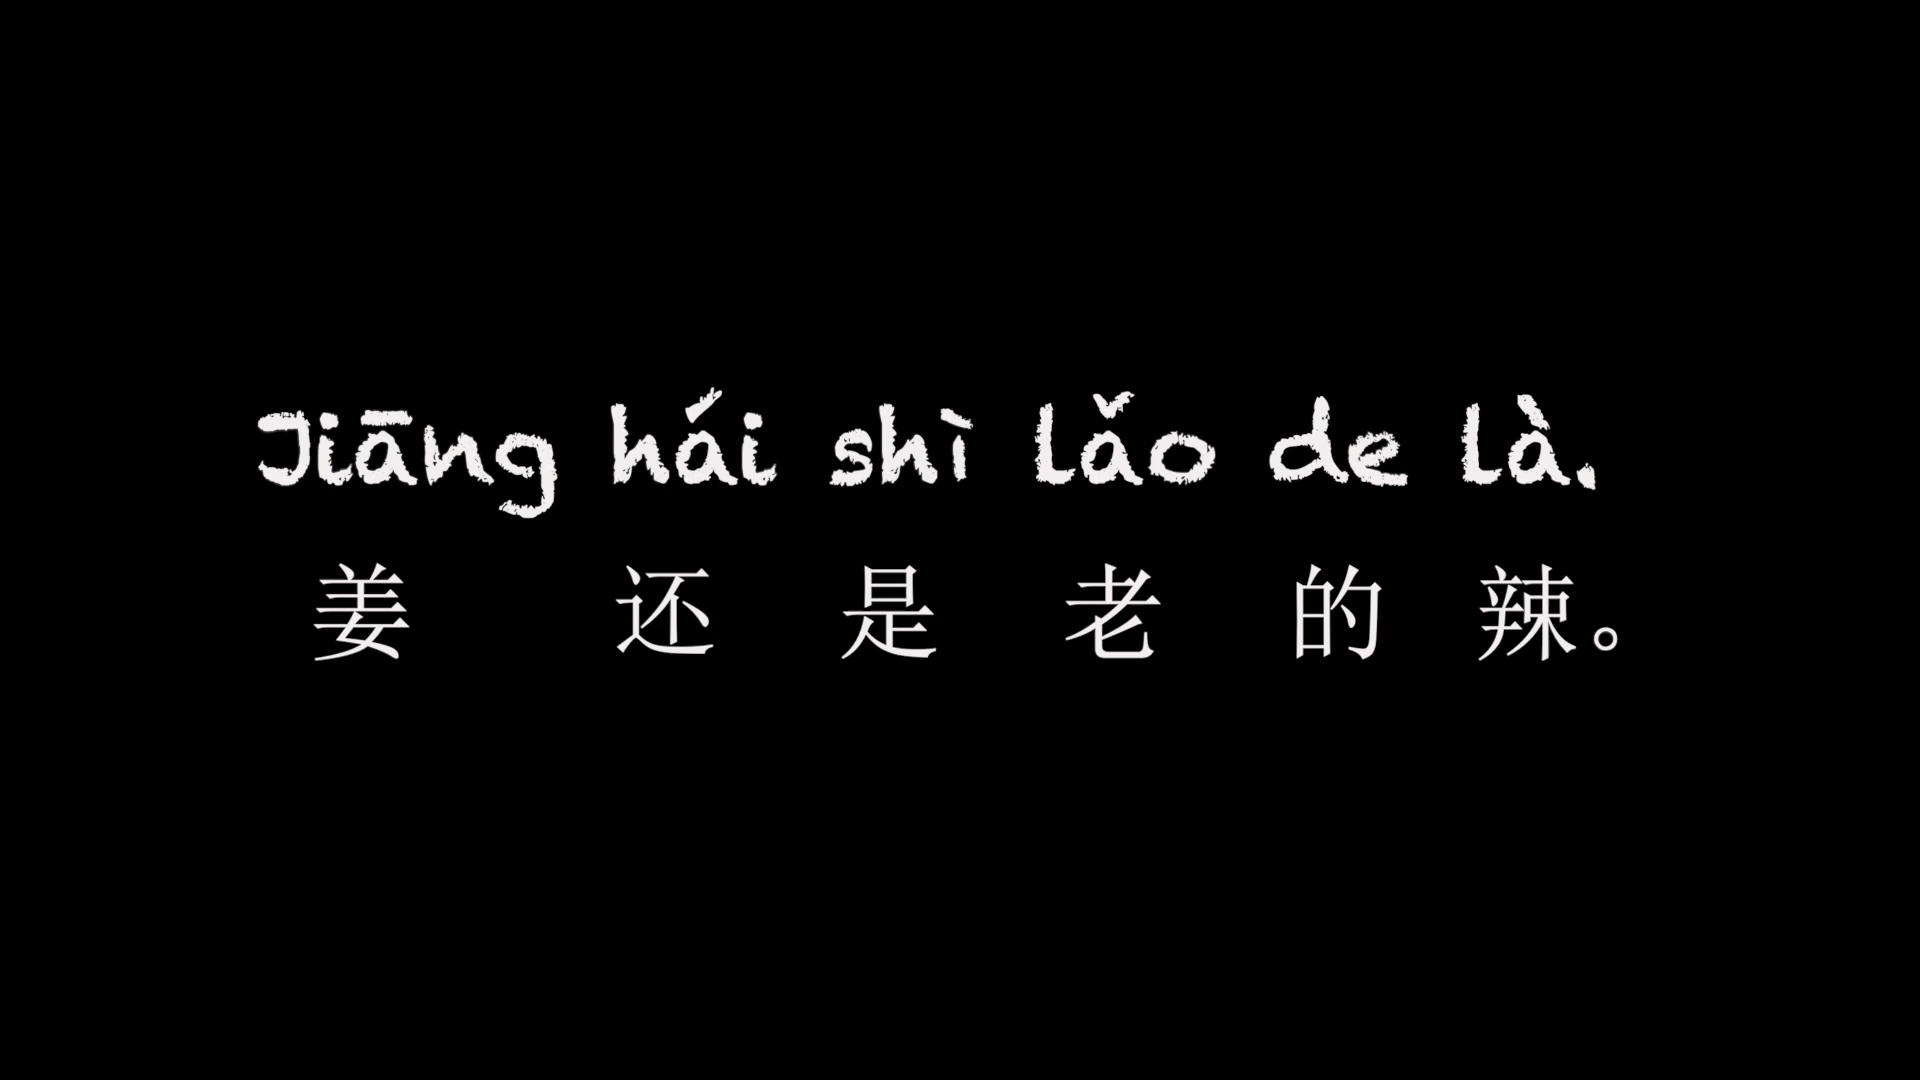 Jiāng hái shì lǎo de là.
姜 还 是 老 的 辣。